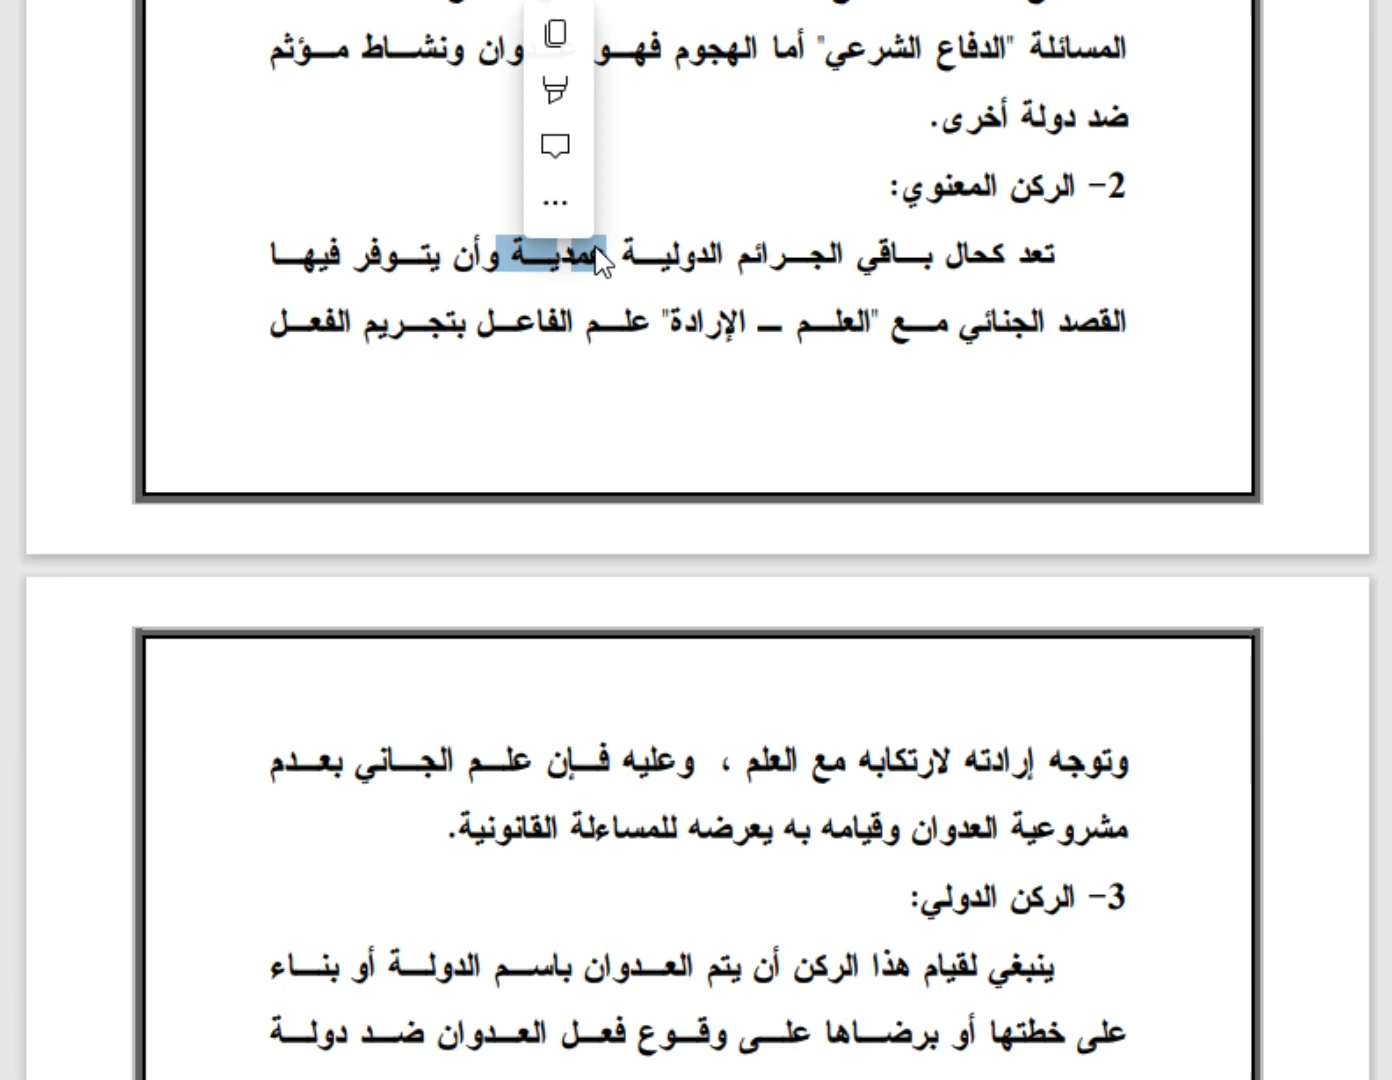 المسائلة "الدفاع الشرعي" أما الهجوم فهو ونشاط مؤثم
ضد دولة أخرى.
2- الركن المعنوي:
تعد كحال باقي الجرائم الدولية عمدية وأن يتوفر فيها
القصد الجنائي مع "العلم – الإرادة" علم الفاعل بتجريم الفعل
وتوجه إرادته لارتكابه مع العلم ، وعليه فإن علم الجاني بعدم
مشروعية العدوان وقيامه به يعرضه للمساءلة القانونية.
3- الركن الدولي:
ينبغي لقيام هذا الركن أن يتم العدوان باسم الدولة أو بناء
على خطتها أو برضاها على وقوع فعل العدوان ضد دولة